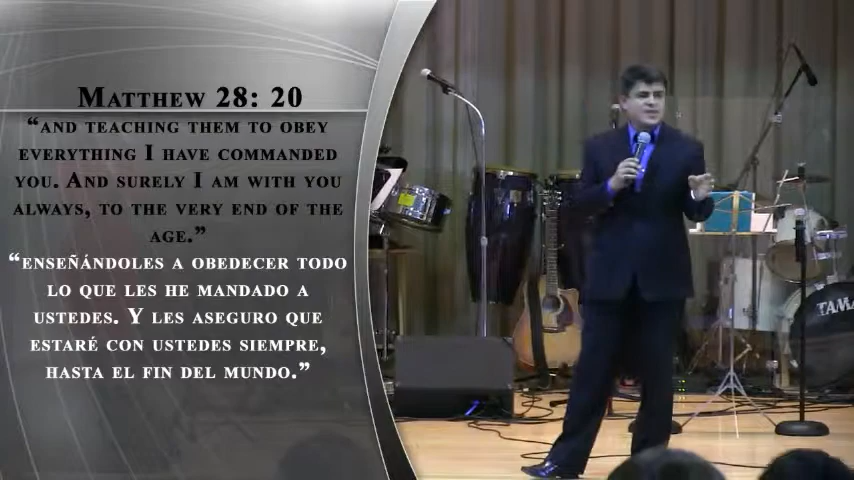 Matthew 28: 20
“and teaching them to obey
everything I have commanded
you. And surely I am with you
always, to the very end of the
age.”
“enseñándoles a obedecer todo
lo que les he mandado a
ustedes. Y les aseguro que
estaré con ustedes siempre,
hasta el fin del mundo.”
TAMA